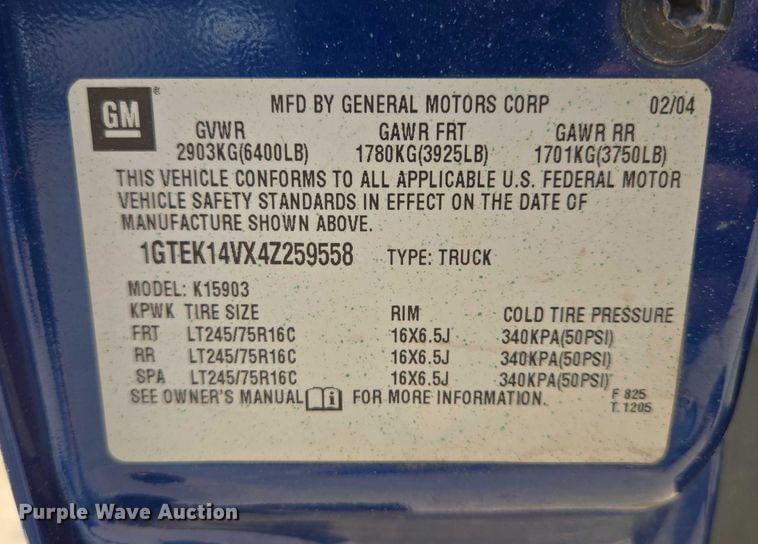 GM ® MFD BY GENERAL MOTORS CORP 02/04
GVWR GAWR FRT GAWR RR
2903KG(6400LB) 1780KG(3925LB) 1701KG(3750LB)
THIS VEHICLE CONFORMS TO ALL APPLICABLE U.S. FEDERAL MOTOR
VEHICLE SAFETY STANDARDS IN EFFECT ON THE DATE OF
MANUFACTURE SHOWN ABOVE.
1GTEK14VX4Z259558 TYPE: TRUCK
MODEL: K15903
KPWK TIRE SIZE RIM COLD TIRE PRESSURE
FRT LT245/75R16C 16X6.5J 340KPA(50PSI)
RR LT245/75R16C 16X6.5J 340KPA(50PSI)
SPA LT245/75R16C 16X6.5J 340KPA(50PSI)
SEE OWNER'S MANUAL i FOR MORE INFORMATION. F 825
T. 1205
Purple Wave Auction